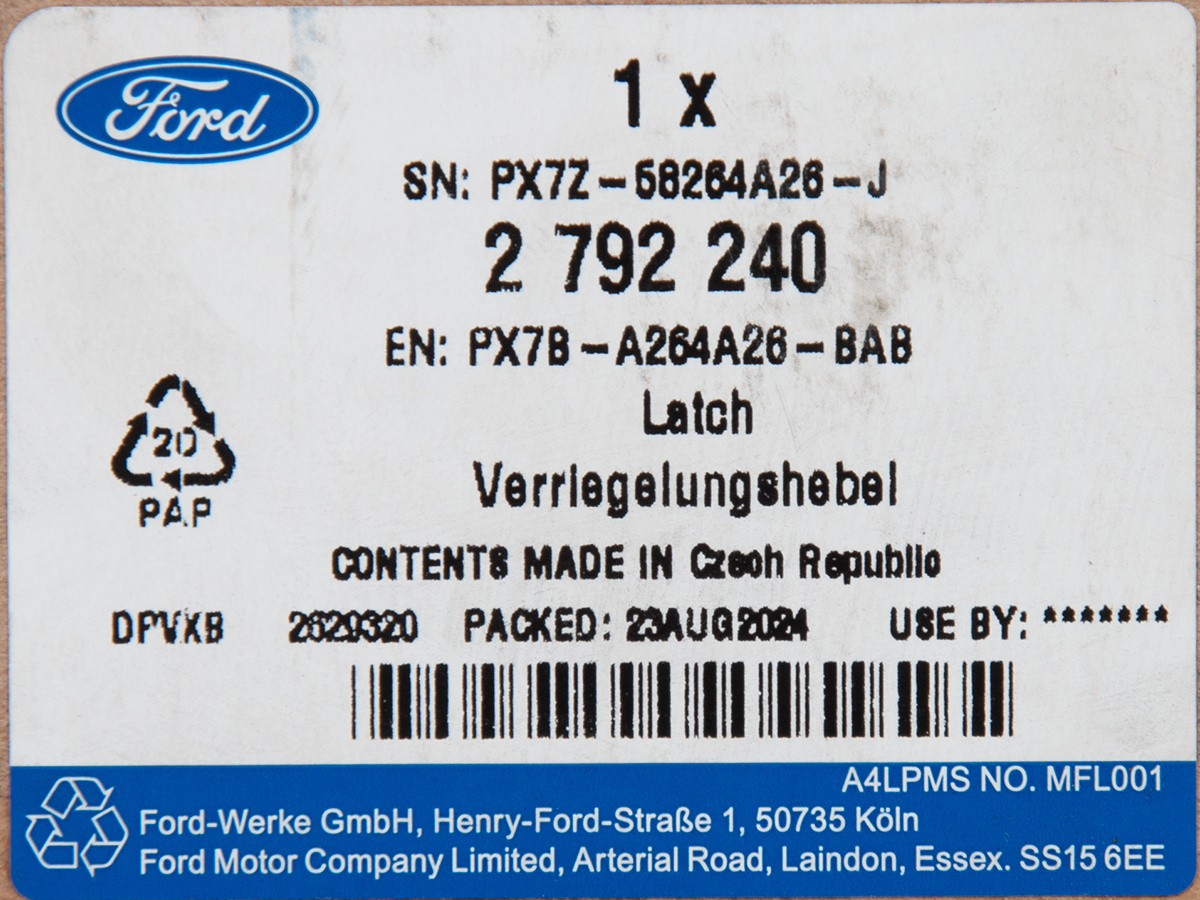 Ford
1 x
SN: PX7Z-58264A26-J
2 792 240
EN: PX7B-A264A26-BAB
Latch
Verriegelungshebel
20
PAP
CONTENTS MADE IN Czech Republic
DPVXB 2629320 PACKED: 23AUG2024 USE BY: *******
A4LPMS NO. MFL001
Ford-Werke GmbH, Henry-Ford-Straße 1, 50735 Köln
Ford Motor Company Limited, Arterial Road, Laindon, Essex. SS15 6EE